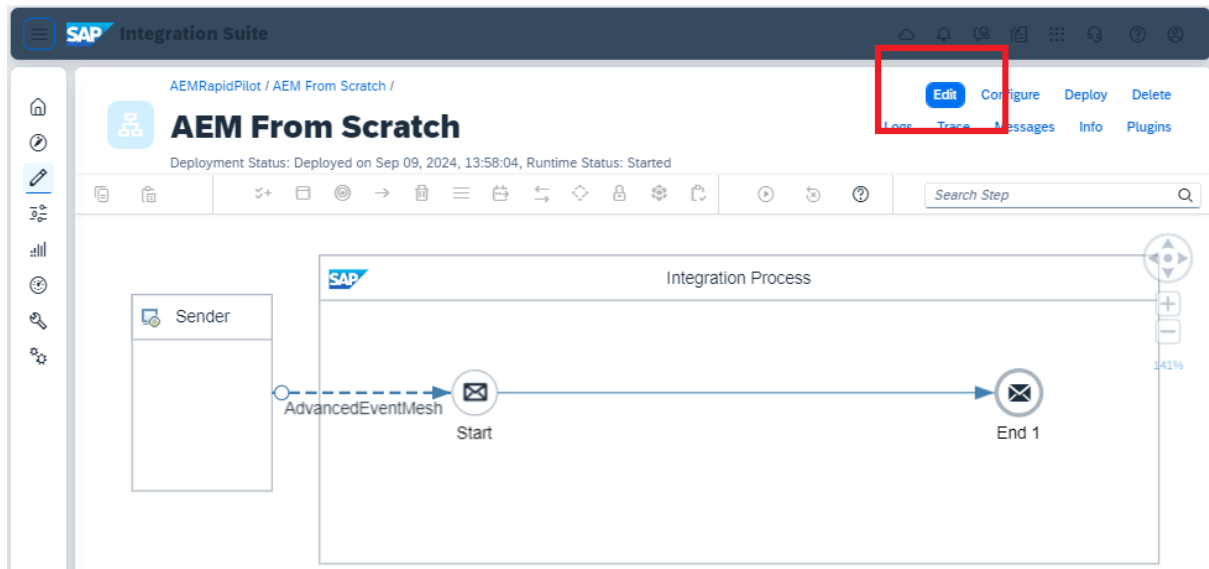 SAP Integration Suite
AEMRapidPilot / AEM From Scratch /
AEM From Scratch
Edit Configure Deploy Delete
Logs Trace Messages Info Plugins
Deployment Status: Deployed on Sep 09, 2024, 13:58:04, Runtime Status: Started
Search Step
SAP Integration Process
Sender
AdvancedEventMesh
Start
End 1
141%